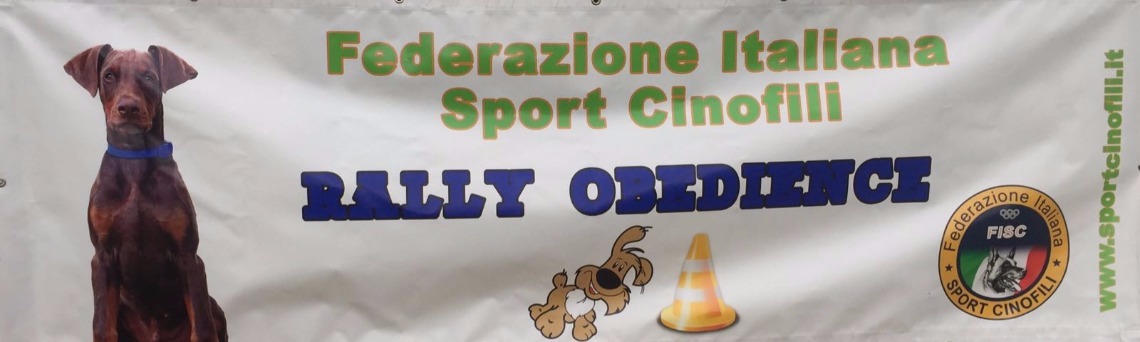 Federazione Italiana
Sport Cinofili
RALLY OBEDIENCE
Federazione Italiana
FISC
SPORT CINOFILI
www.sportcinofili.it